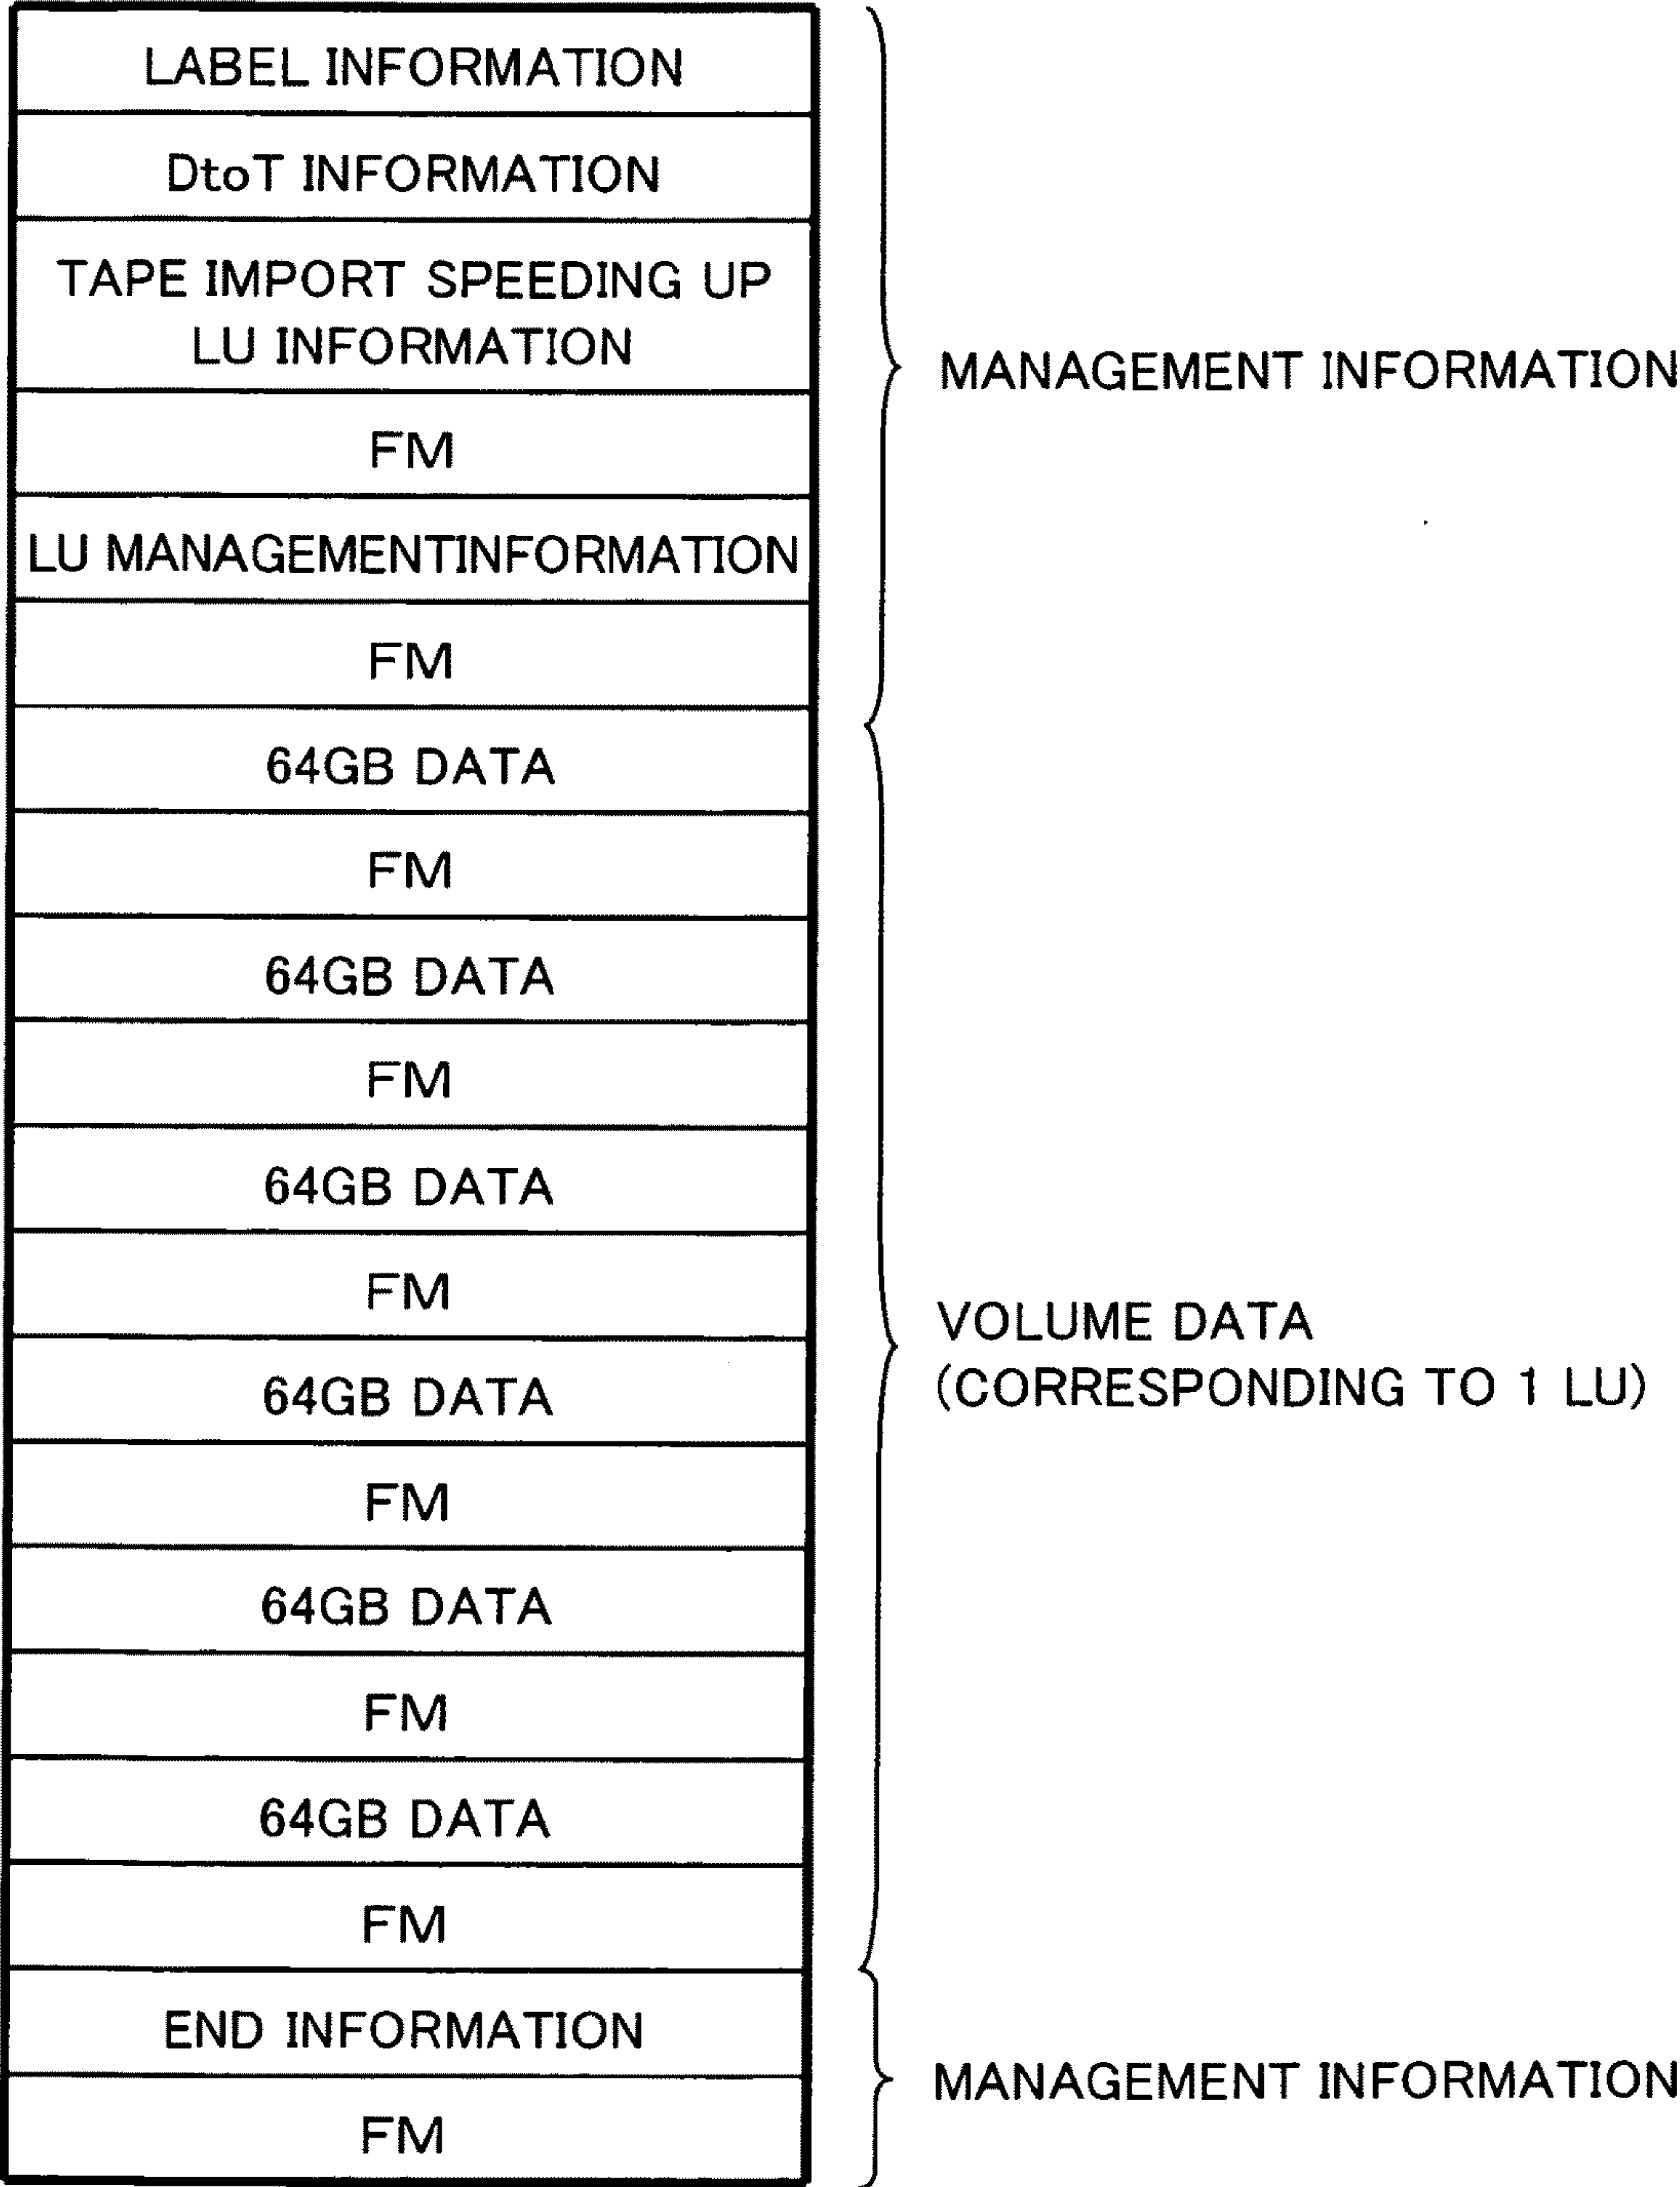 LABEL INFORMATION
DtoT INFORMATION
TAPE IMPORT SPEEDING UP
LU INFORMATION
FM
LU MANAGEMENTINFORMATION
FM
64GB DATA
FM
64GB DATA
FM
64GB DATA
FM
64GB DATA
FM
64GB DATA
FM
64GB DATA
FM
END INFORMATION
FM
MANAGEMENT INFORMATION
VOLUME DATA
(CORRESPONDING TO 1 LU)
MANAGEMENT INFORMATION